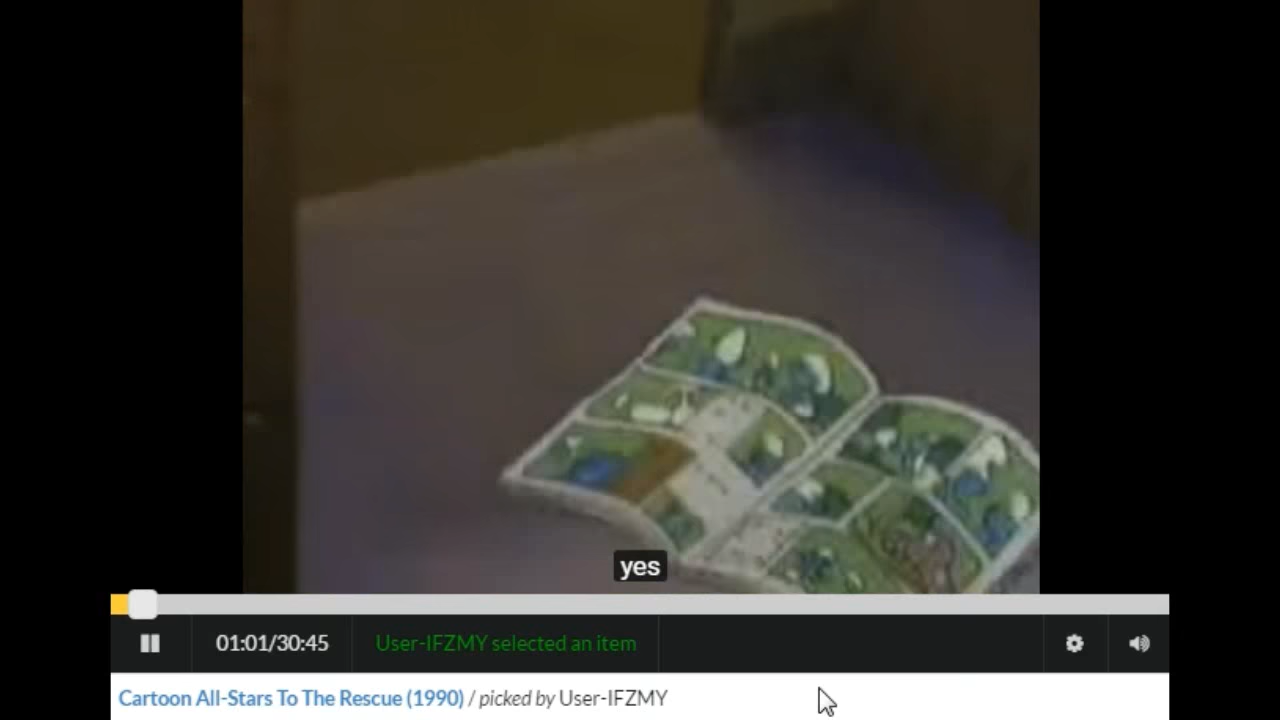 yes
01:01/30:45
User-IFZMY selected an item
Cartoon All-Stars To The Rescue (1990) / picked by User-IFZMY